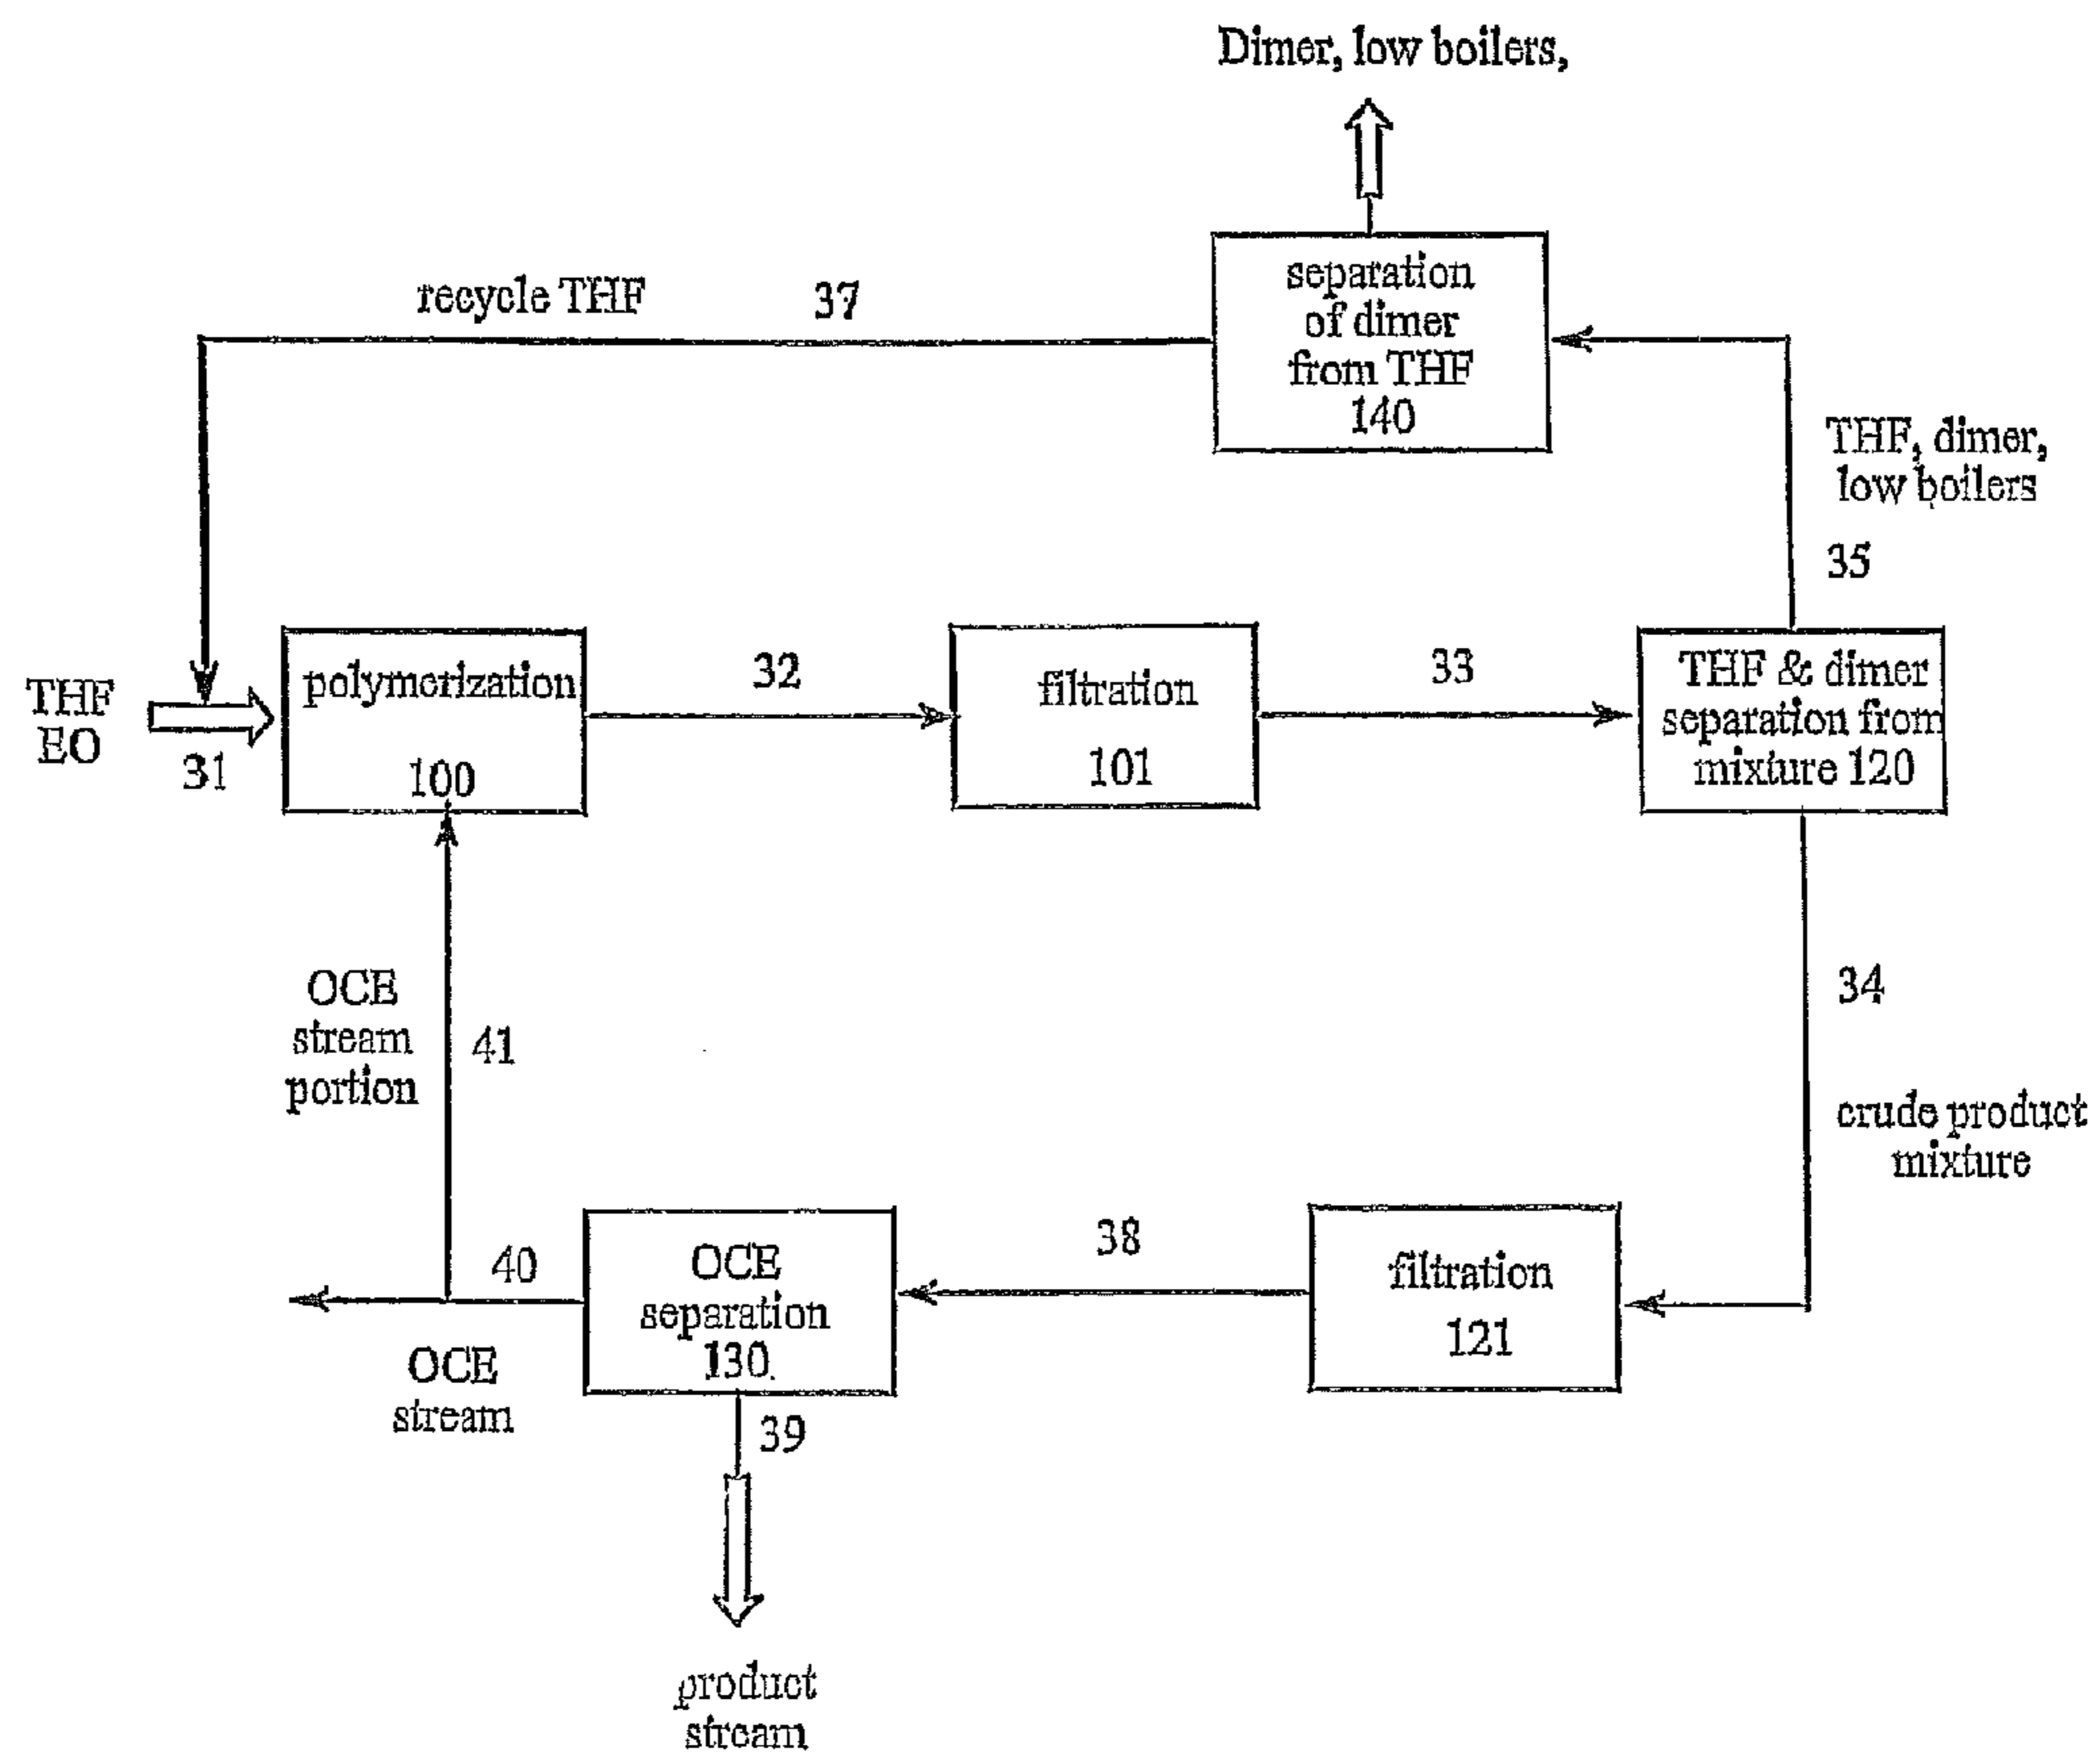 Dimer, low boilers,
recycle THF
37
separation
of dimer
from THF
140
THF, dimer,
low boilers
35
THF
EO
31
polymerization
100
32
filtration
101
33
THF & dimer
separation from
mixture 120
34
crude product
mixture
OCE
stream
portion
41
40
OCE
stream
OCE
separation
130
38
filtration
121
39
product
stream